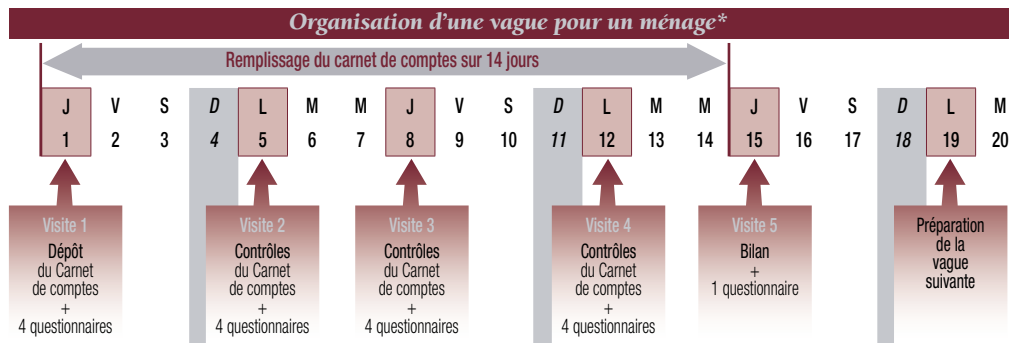 Organisation d'une vague pour un ménage*
Remplissage du carnet de comptes sur 14 jours
J V S D L M M J V S D L M M J V S D L M
1 2 3 4 5 6 7 8 9 10 11 12 13 14 15 16 17 18 19 20
Visite 1
Dépôt
du Carnet
de comptes
+
4 questionnaires
Visite 2
Contrôles
du Carnet
de comptes
+
4 questionnaires
Visite 3
Contrôles
du Carnet
de comptes
+
4 questionnaires
Visite 4
Contrôles
du Carnet
de comptes
+
4 questionnaires
Visite 5
Bilan
+
1 questionnaire
Préparation
de la
vague
suivante